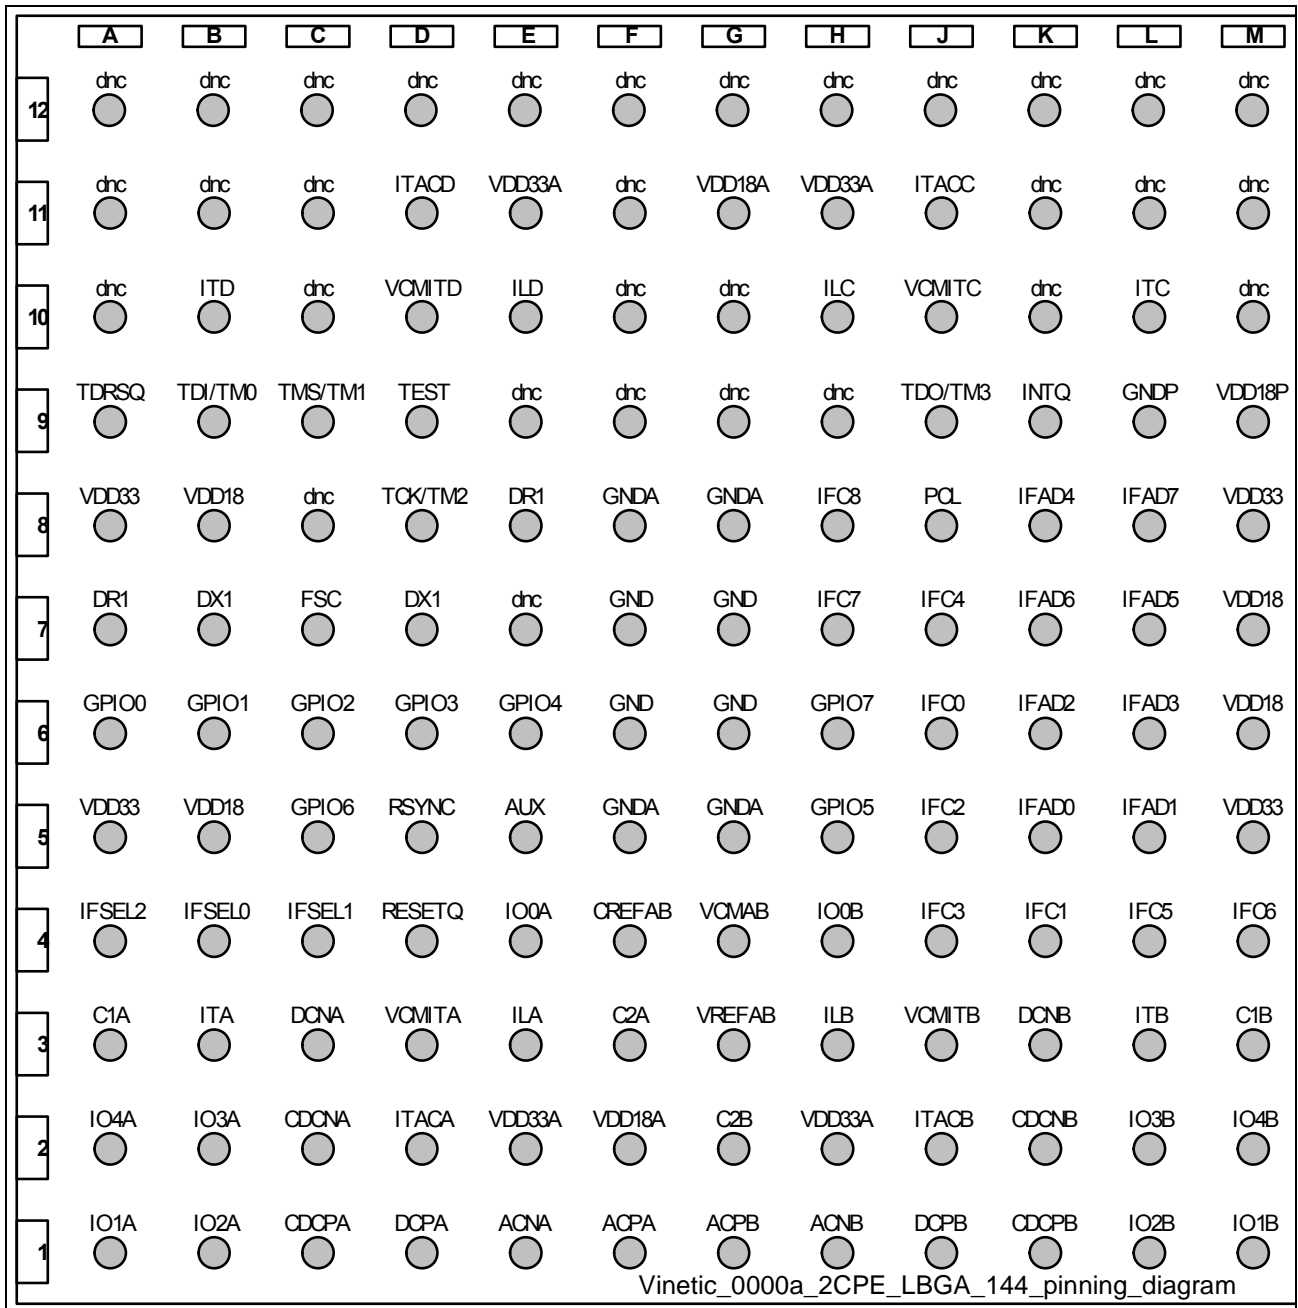 A B C D E F G H J K L M
dnc dnc dnc dnc dnc dnc dnc dnc dnc dnc dnc dnc
12
dnc dnc dnc ITACD VDD33A dnc VDD18A VDD33A ITACC dnc dnc dnc
11
dnc ITD dnc VCMITD ILD dnc dnc ILC VCMITC dnc ITC dnc
10
TDRSQ TDI/TM0 TMS/TM1 TEST dnc dnc dnc dnc TDO/TM3 INTQ GNDP VDD18P
9
VDD33 VDD18 dnc TCK/TM2 DR1 GNDA GNDA IFC8 PCL IFAD4 IFAD7 VDD33
8
DR1 DX1 FSC DX1 dnc GND GND IFC7 IFC4 IFAD6 IFAD5 VDD18
7
GPIO0 GPIO1 GPIO2 GPIO3 GPIO4 GND GND GPIO7 IFC0 IFAD2 IFAD3 VDD18
6
VDD33 VDD18 GPIO6 RSYNC AUX GNDA GNDA GPIO5 IFC2 IFAD0 IFAD1 VDD33
5
IFSEL2 IFSEL0 IFSEL1 RESETQ IO0A CREFAB VCMAB IO0B IFC3 IFC1 IFC5 IFC6
4
C1A ITA DCNA VCMITA ILA C2A VREFAB ILB VCMITB DCNB ITB C1B
3
IO4A IO3A CDCNA ITACA VDD33A VDD18A C2B VDD33A ITACB CDCNB IO3B IO4B
2
IO1A IO2A CDCPA DCPA ACNA ACPA ACPB ACNB DCPB CDCPB IO2B IO1B
1
Vinetic_0000a_2CPE_LBGA_144_pinning_diagram